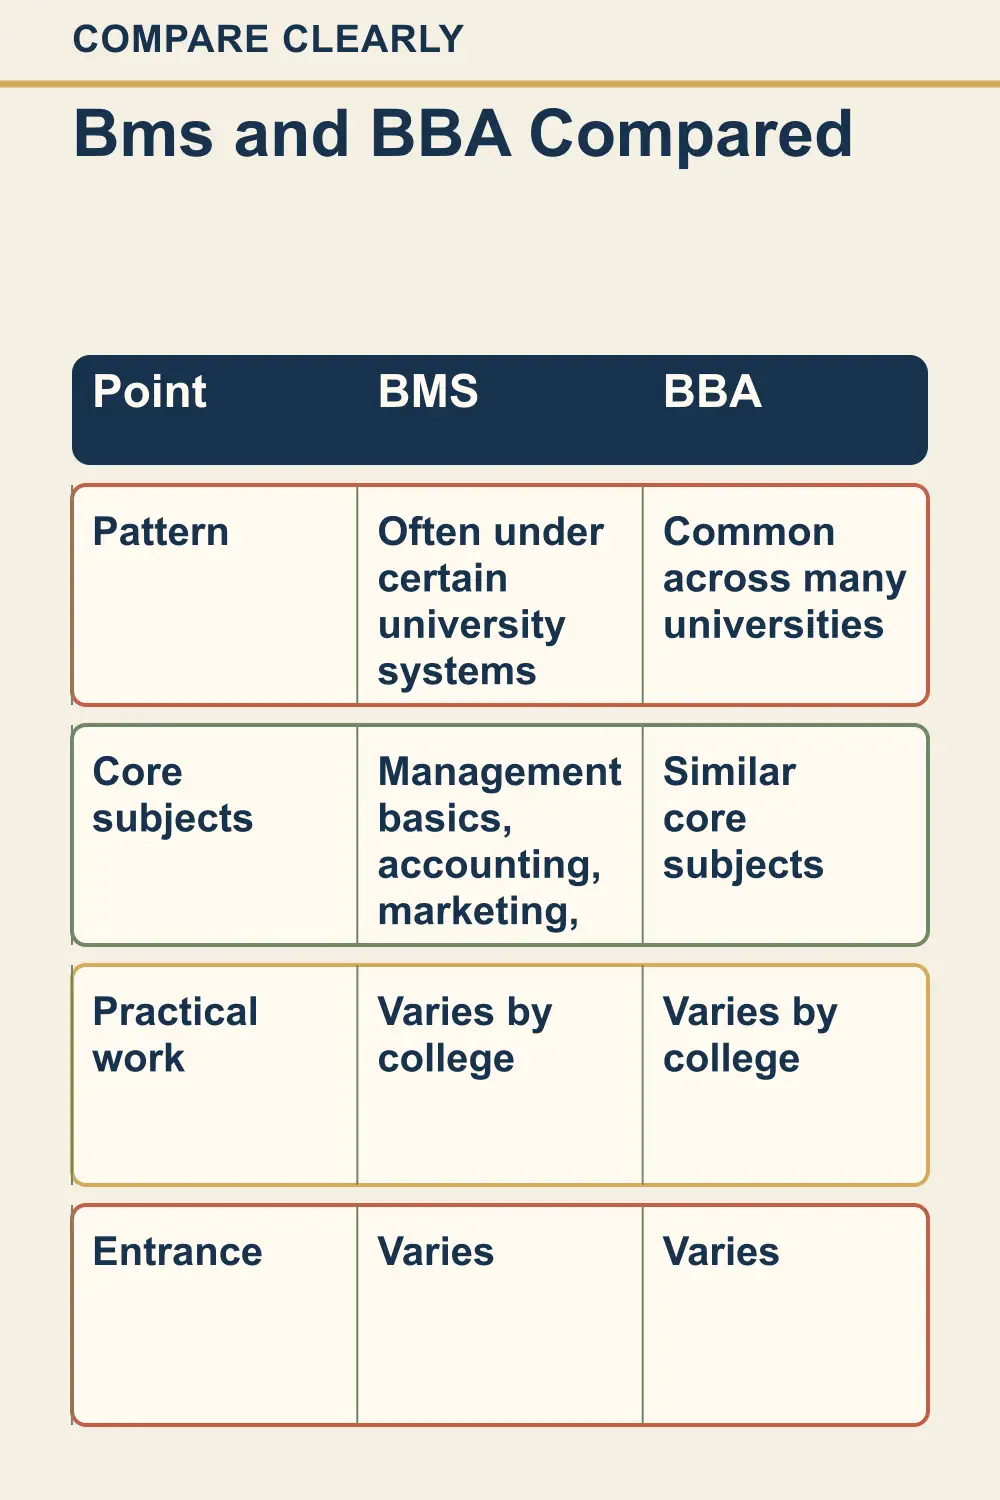 COMPARE CLEARLY
Bms and BBA Compared
Point BMS BBA
Pattern
Often under
certain
university
systems
Common
across many
universities
Core
subjects
Management
basics,
accounting,
marketing,
Similar
core
subjects
Practical
work
Varies by
college
Varies by
college
Entrance
Varies
Varies